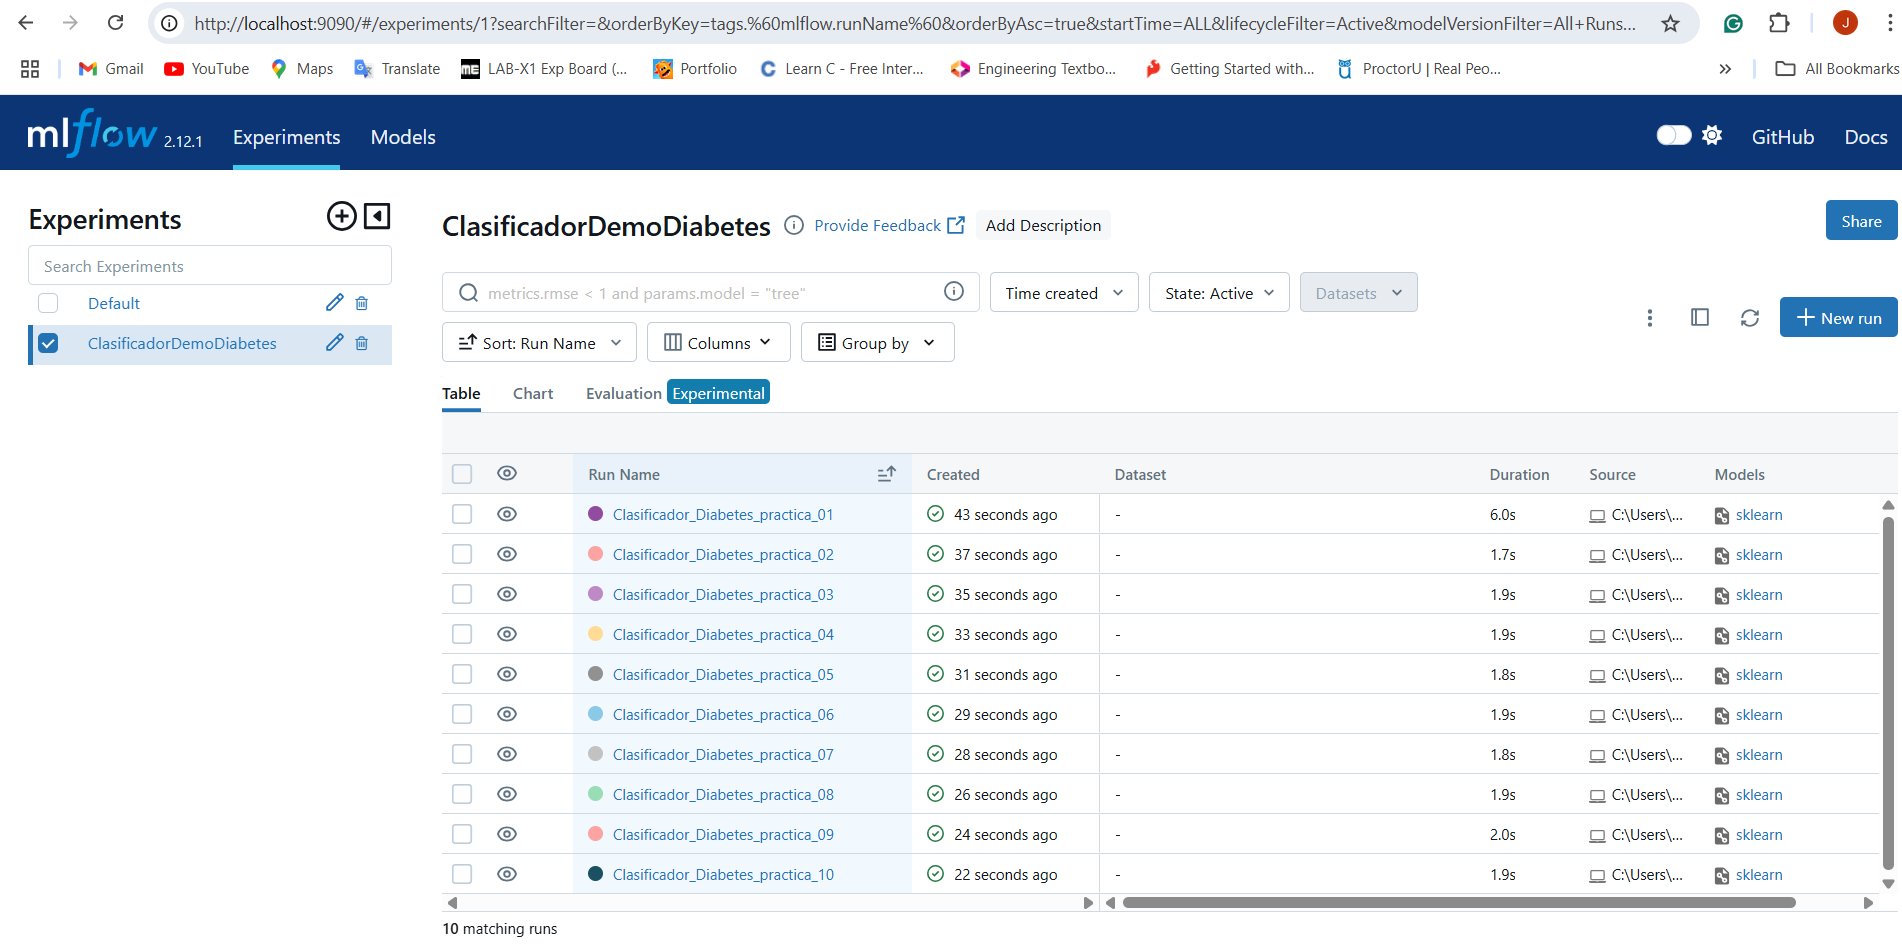 http://localhost:9090/#/experiments/1?searchFilter=&orderByKey=tags.%60mlflow.runName%60&orderByAsc=true&startTime=ALL&lifecycleFilter=Active&modelVersionFilter=All+Runs...
J
Gmail YouTube Maps Translate LAB-X1 Exp Board (... Portfolio Learn C - Free Inter... Engineering Textbo... Getting Started with... ProctorU | Real Peo... » All Bookmarks
mlflow 2.12.1 Experiments Models GitHub Docs
Experiments
Search Experiments
Default
ClasificadorDemoDiabetes
ClasificadorDemoDiabetes Provide Feedback Add Description Share
metrics.rmse < 1 and params.model = "tree" Time created State: Active Datasets
Sort: Run Name Columns Group by
New run
Table Chart Evaluation Experimental
Run Name Created Dataset Duration Source Models
Clasificador_Diabetes_practica_01 43 seconds ago - 6.0s C:\Users\... sklearn
Clasificador_Diabetes_practica_02 37 seconds ago - 1.7s C:\Users\... sklearn
Clasificador_Diabetes_practica_03 35 seconds ago - 1.9s C:\Users\... sklearn
Clasificador_Diabetes_practica_04 33 seconds ago - 1.9s C:\Users\... sklearn
Clasificador_Diabetes_practica_05 31 seconds ago - 1.8s C:\Users\... sklearn
Clasificador_Diabetes_practica_06 29 seconds ago - 1.9s C:\Users\... sklearn
Clasificador_Diabetes_practica_07 28 seconds ago - 1.8s C:\Users\... sklearn
Clasificador_Diabetes_practica_08 26 seconds ago - 1.9s C:\Users\... sklearn
Clasificador_Diabetes_practica_09 24 seconds ago - 2.0s C:\Users\... sklearn
Clasificador_Diabetes_practica_10 22 seconds ago - 1.9s C:\Users\... sklearn
10 matching runs